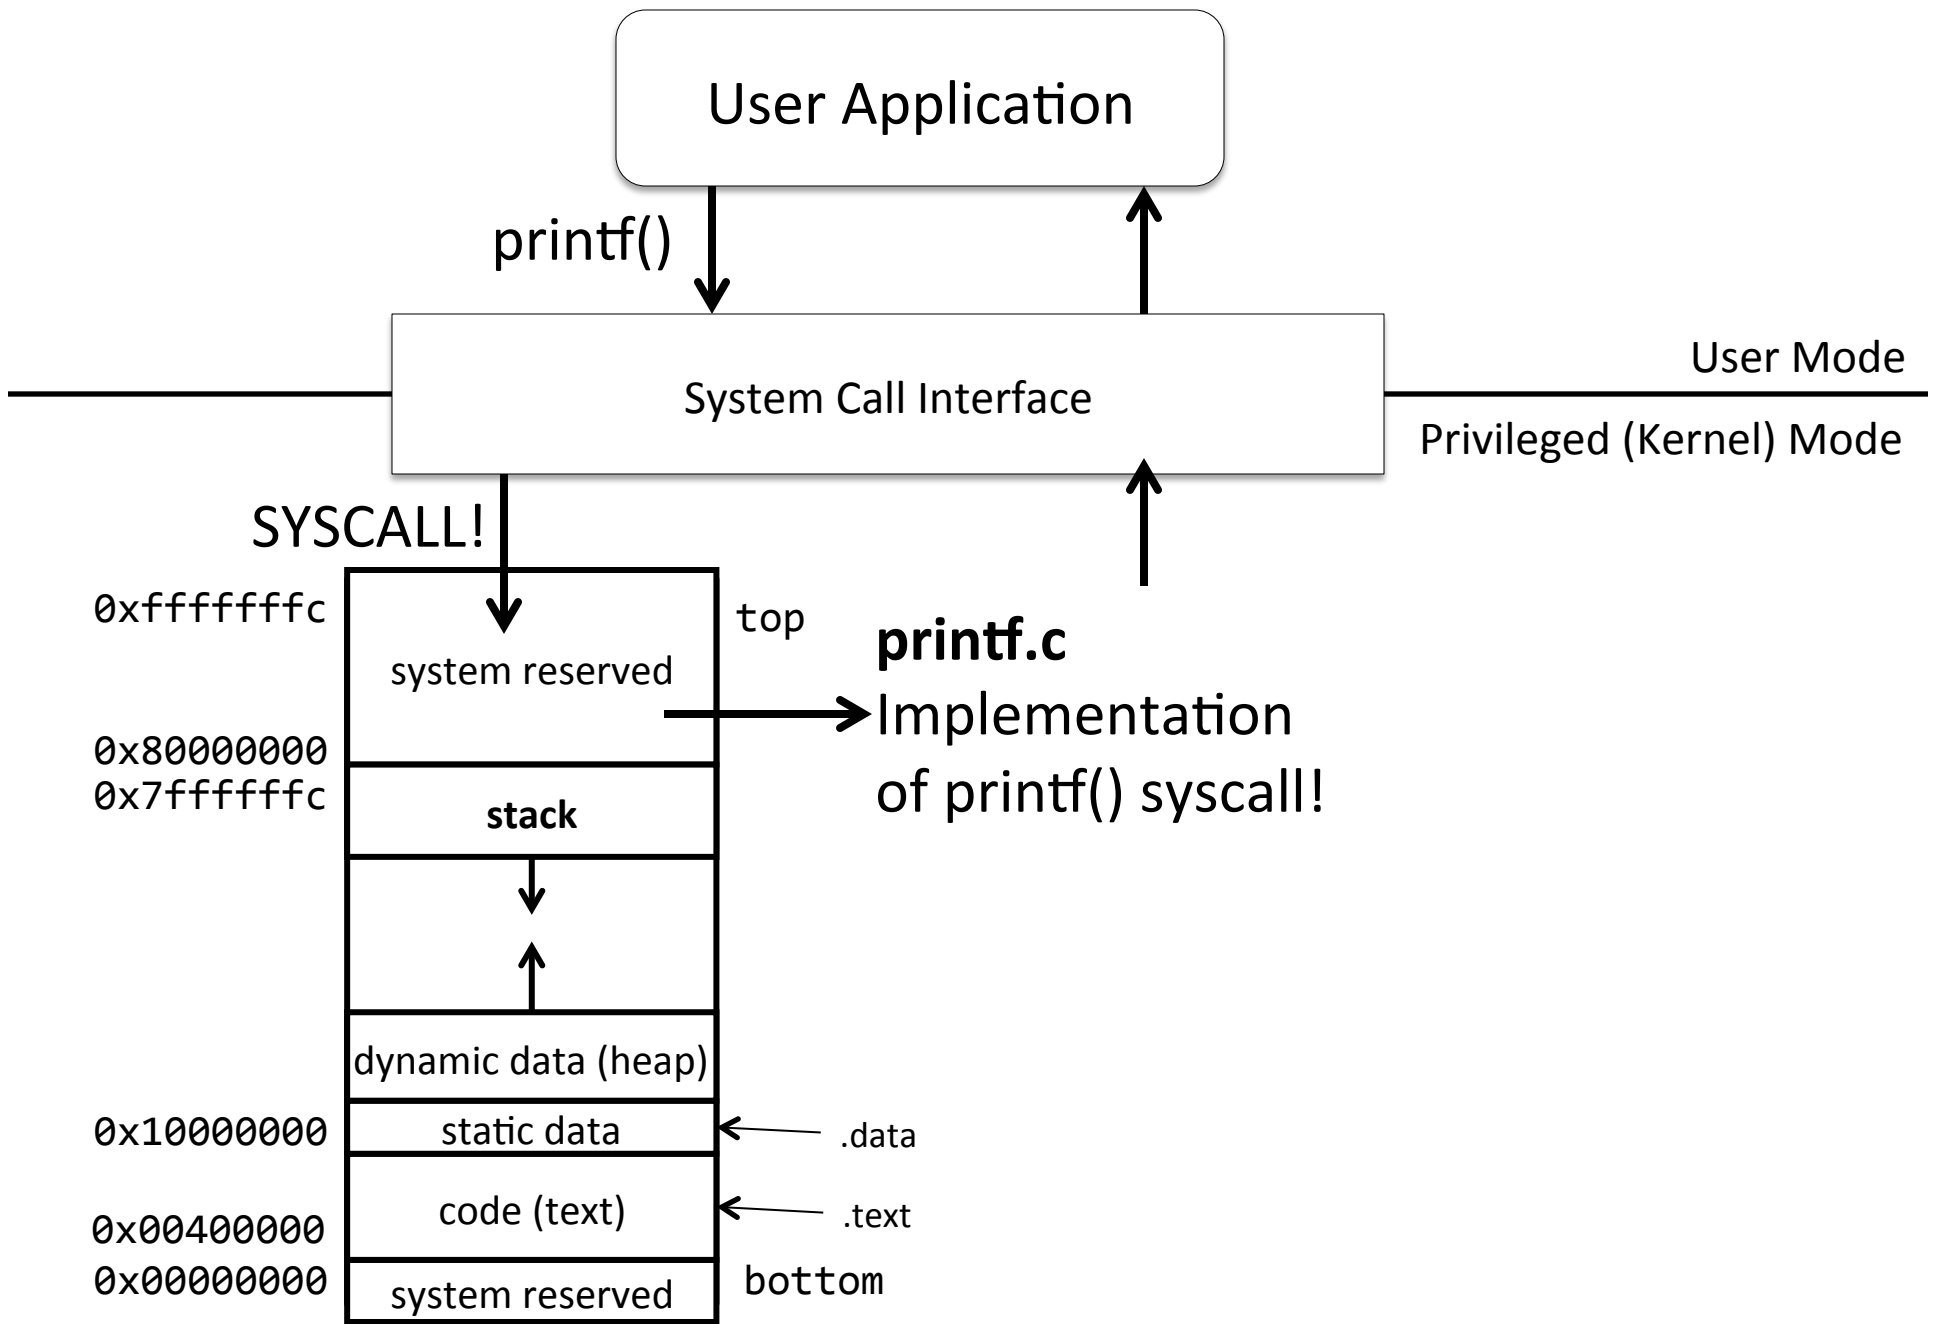 User Application
printf()
System Call Interface
User Mode
Privileged (Kernel) Mode
SYSCALL!
0xfffffffc
top
system reserved
printf.c
Implementation
of printf() syscall!
0x80000000
0x7ffffffc
stack
dynamic data (heap)
0x10000000
static data
.data
code (text)
.text
0x00400000
0x00000000
system reserved
bottom